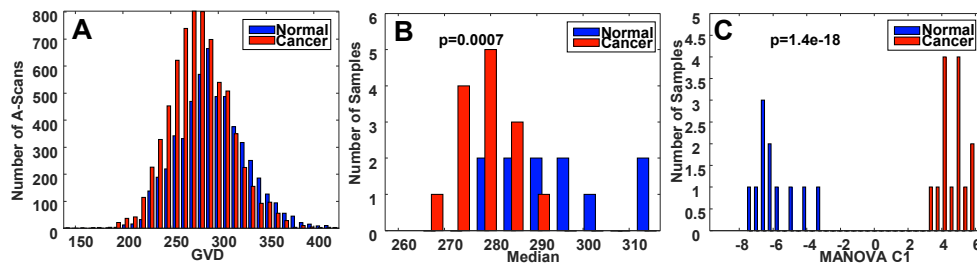 A
Normal
Cancer
Number of A-Scans
800
700
600
500
400
300
200
100
0
150 200 250 300 350 400
GVD
B
p=0.0007
Normal
Cancer
Number of Samples
6
5
4
3
2
1
0
260 270 280 290 300 310
Median
C
p=1.4e-18
Normal
Cancer
Number of Samples
5
4.5
4
3.5
3
2.5
2
1.5
1
0.5
0
-8 -6 -4 -2 0 2 4 6
MANOVA C1